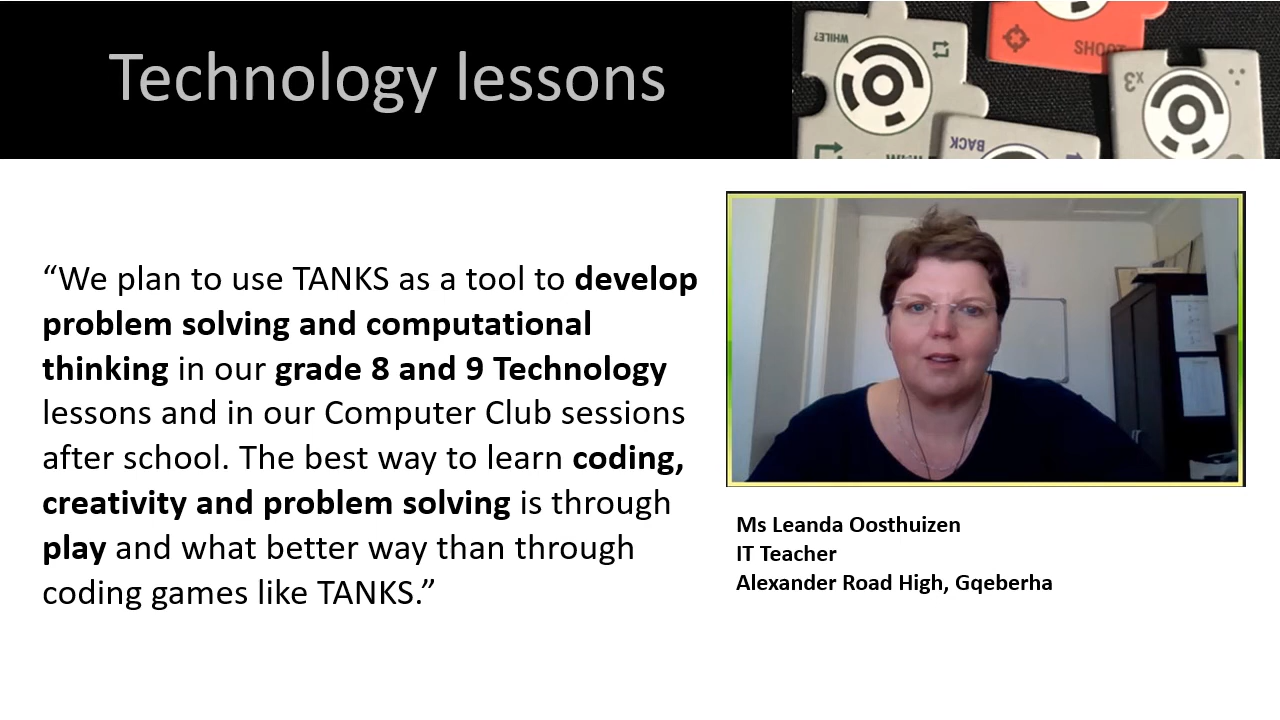 Technology lessons
WHILE?
SHOOT
x3
BACK
“We plan to use TANKS as a tool to develop
problem solving and computational
thinking in our grade 8 and 9 Technology
lessons and in our Computer Club sessions
after school. The best way to learn coding,
creativity and problem solving is through
play and what better way than through
coding games like TANKS.”
Ms Leanda Oosthuizen
IT Teacher
Alexander Road High, Gqeberha